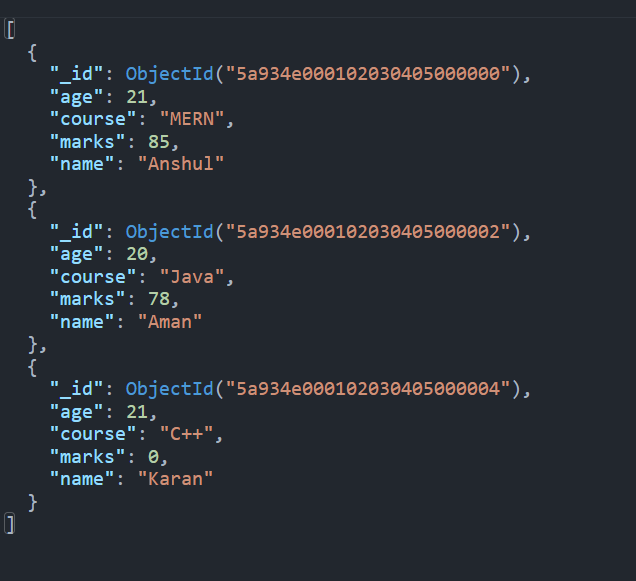 [
  {
    "_id": ObjectId("5a934e000102030405000000"),
    "age": 21,
    "course": "MERN",
    "marks": 85,
    "name": "Anshul"
  },
  {
    "_id": ObjectId("5a934e000102030405000002"),
    "age": 20,
    "course": "Java",
    "marks": 78,
    "name": "Aman"
  },
  {
    "_id": ObjectId("5a934e000102030405000004"),
    "age": 21,
    "course": "C++",
    "marks": 0,
    "name": "Karan"
  }
]